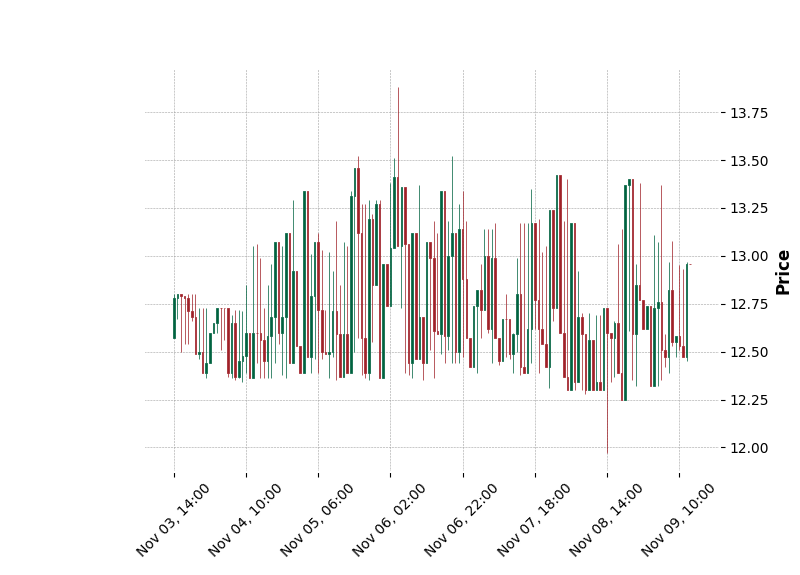 13.75
13.50
13.25
13.00
12.75
12.50
12.25
12.00
Price
Nov 03, 14:00
Nov 04, 10:00
Nov 05, 06:00
Nov 06, 02:00
Nov 06, 22:00
Nov 07, 18:00
Nov 08, 14:00
Nov 09, 10:00